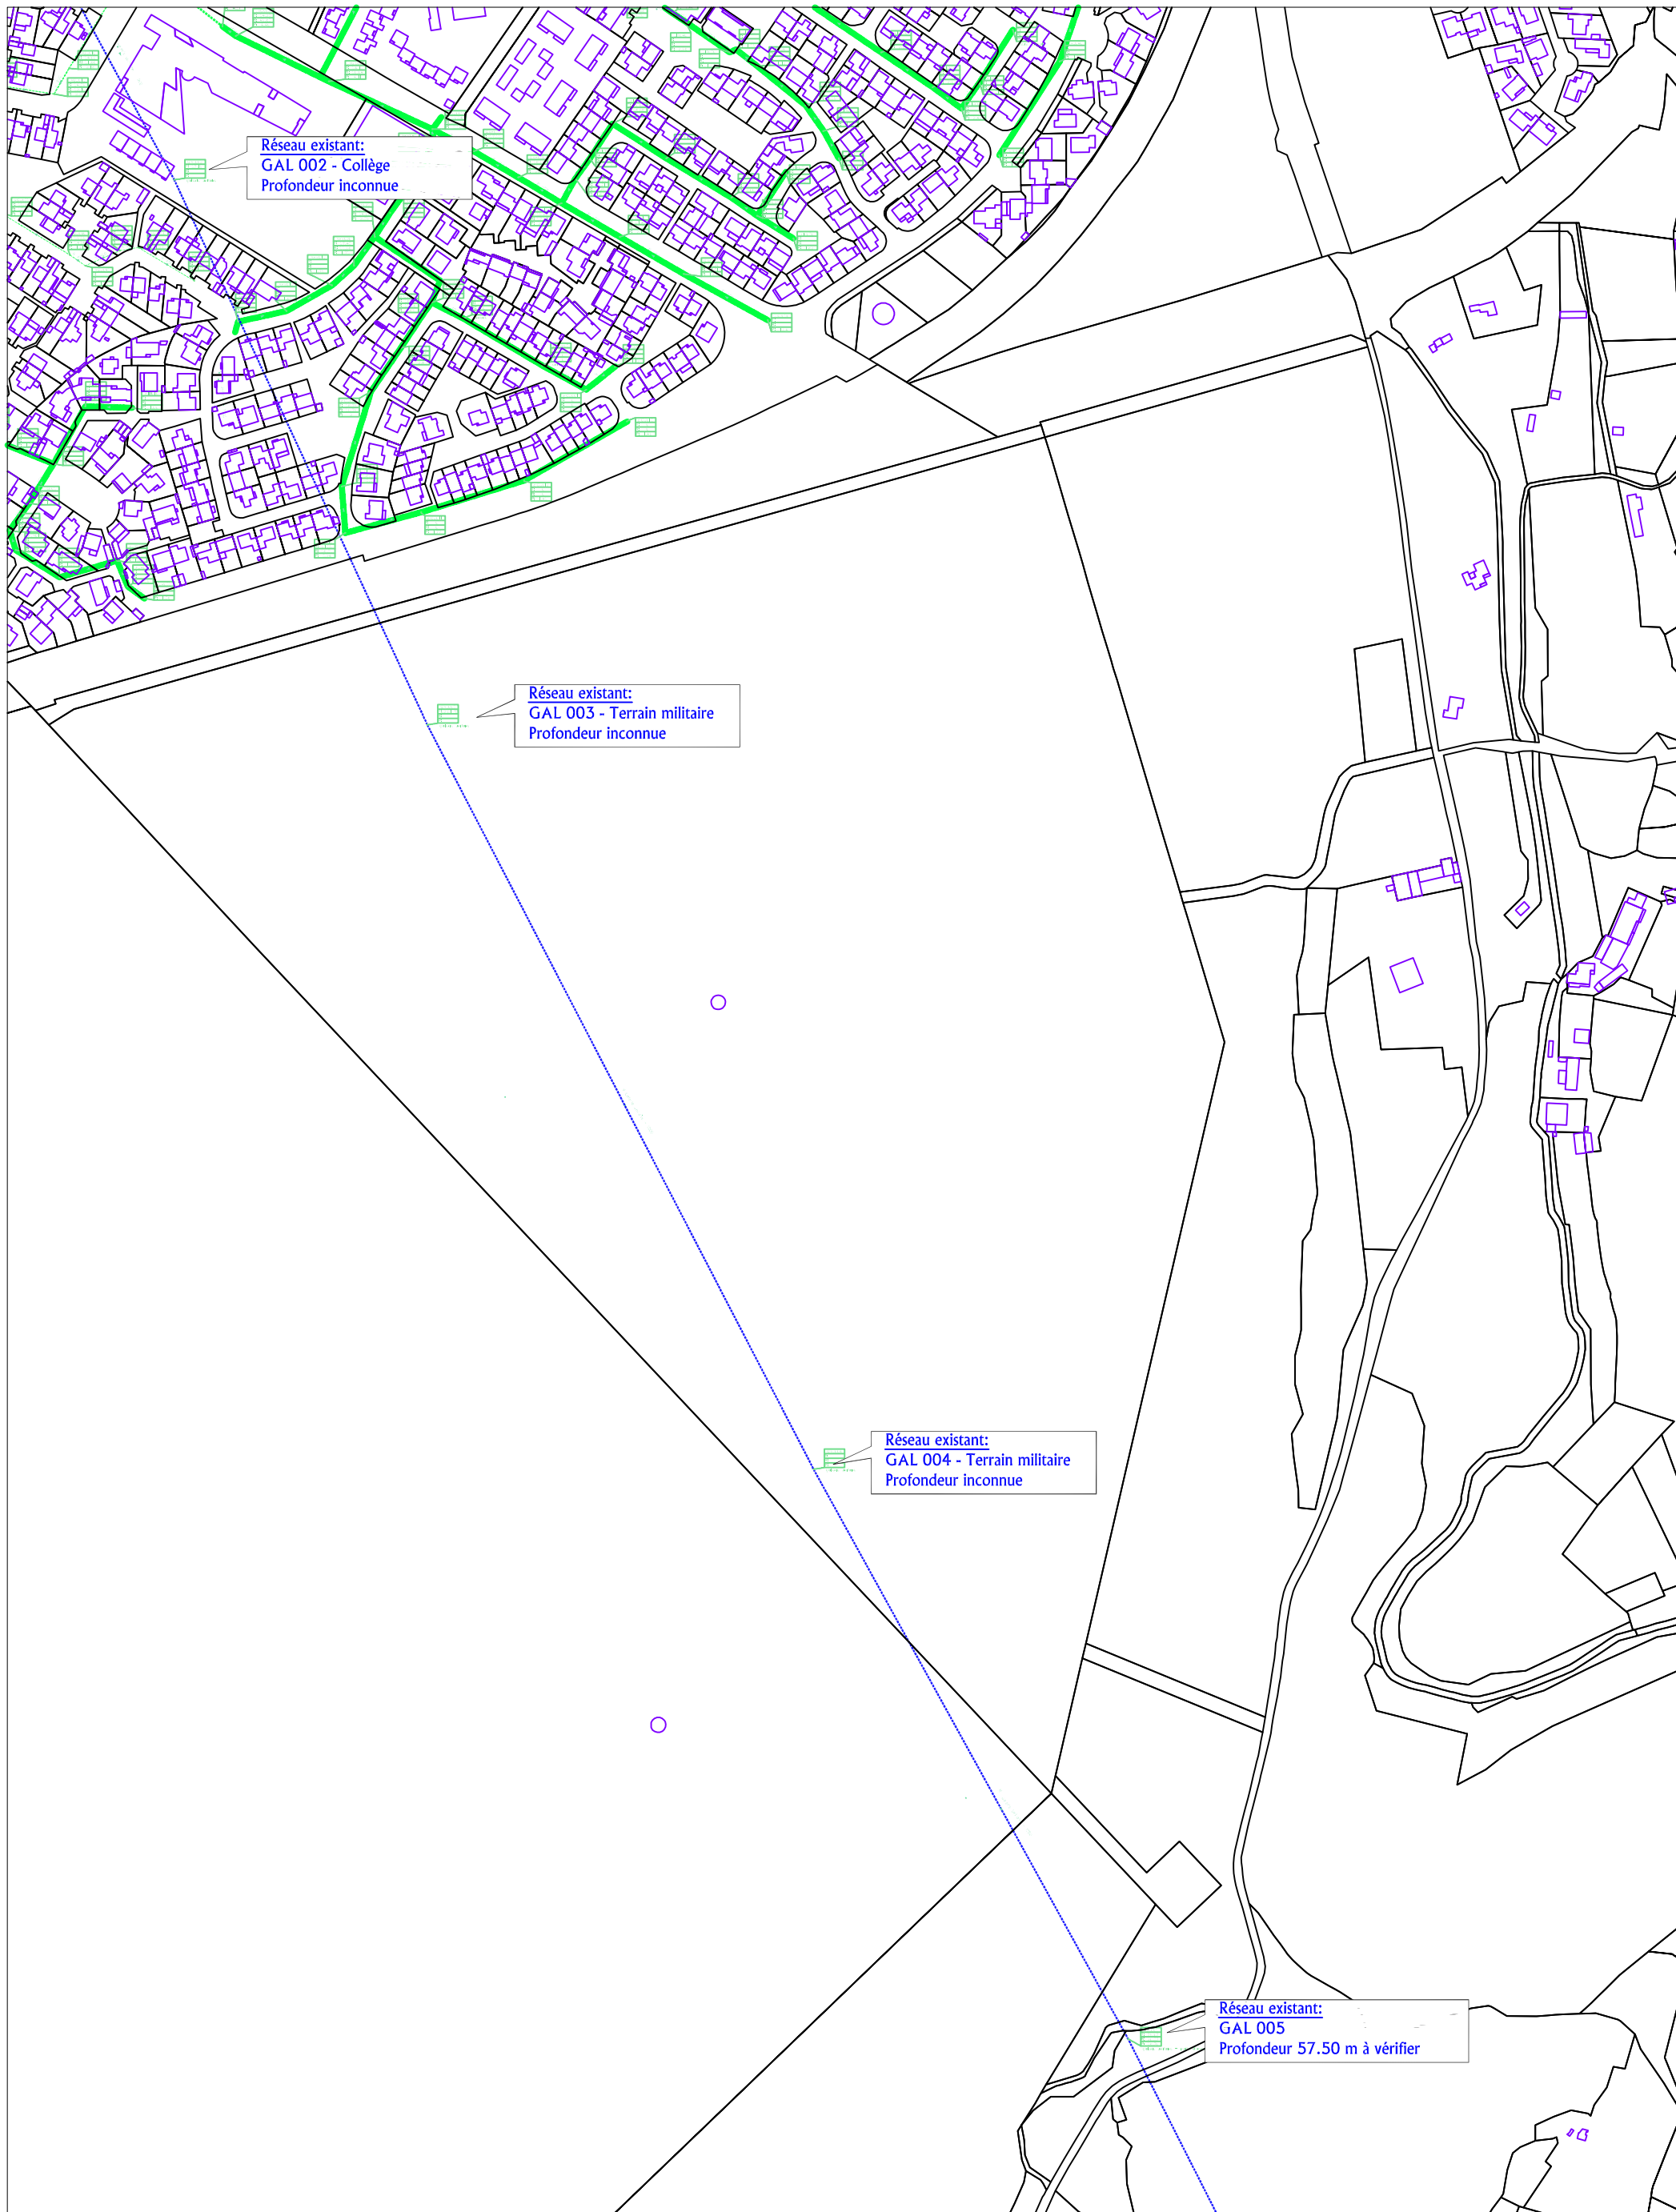 Réseau existant:
GAL 002 - Collège
Profondeur inconnue
Réseau existant:
GAL 003 - Terrain militaire
Profondeur inconnue
Réseau existant:
GAL 004 - Terrain militaire
Profondeur inconnue
Réseau existant:
GAL 005
Profondeur 57.50 m à vérifier